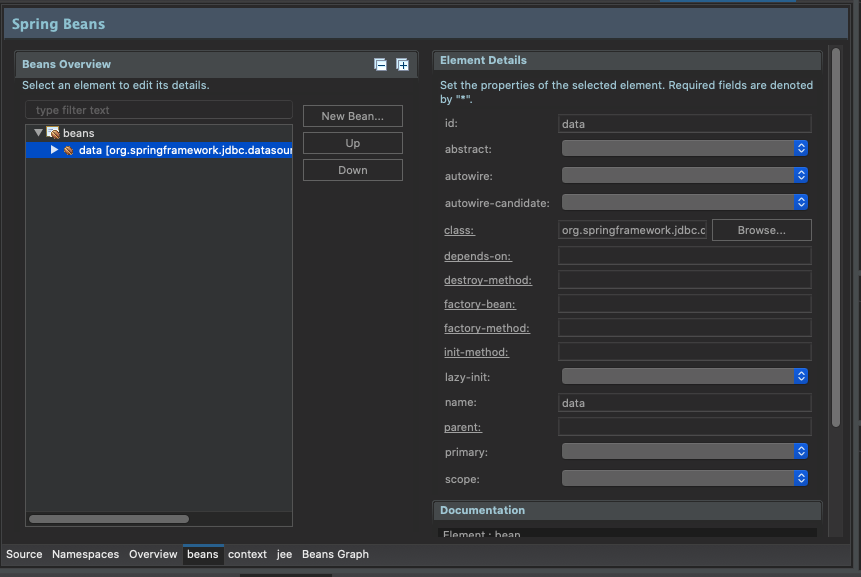 Spring Beans
Beans Overview
Select an element to edit its details.
type filter text
beans
data [org.springframework.jdbc.datasour
New Bean...
Up
Down
Element Details
Set the properties of the selected element. Required fields are denoted
by "*".
id:
data
abstract:
autowire:
autowire-candidate:
class:
org.springframework.jdbc.c
Browse...
depends-on:
destroy-method:
factory-bean:
factory-method:
init-method:
lazy-init:
name:
data
parent:
primary:
scope:
Documentation
Element : bean
Source
Namespaces
Overview
beans
context
jee
Beans Graph